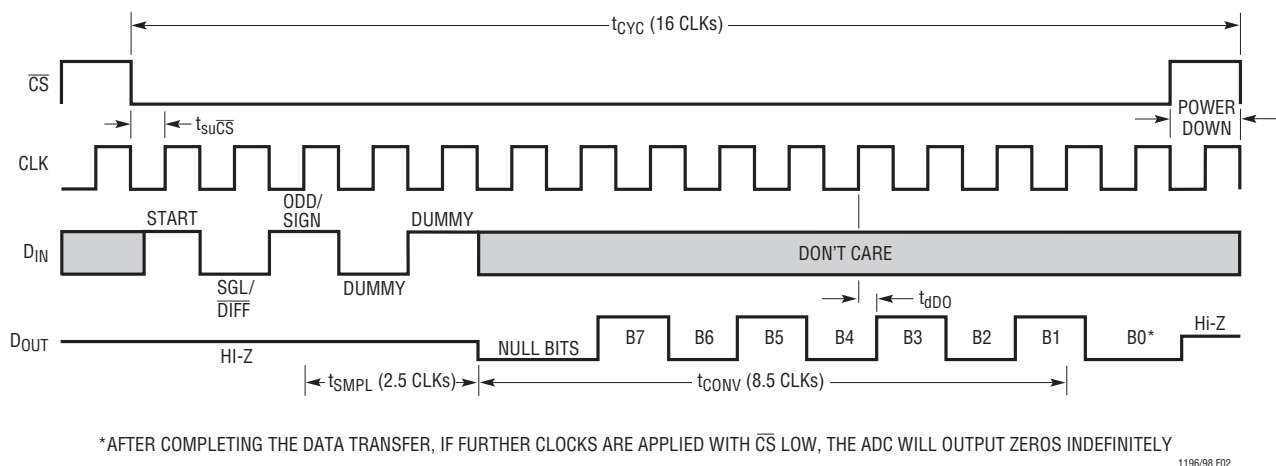 tCYC (16 CLKs)
CS
POWER
DOWN
tsuCS
CLK
START
ODD/
SIGN
DUMMY
DIN
DON'T CARE
SGL/
DIFF
DUMMY
tdDO
DOUT
HI-Z
NULL BITS
B7
B6
B5
B4
B3
B2
B1
B0*
Hi-Z
tSMPL (2.5 CLKs)
tCONV (8.5 CLKs)
*AFTER COMPLETING THE DATA TRANSFER, IF FURTHER CLOCKS ARE APPLIED WITH CS LOW, THE ADC WILL OUTPUT ZEROS INDEFINITELY
1196/98 F02